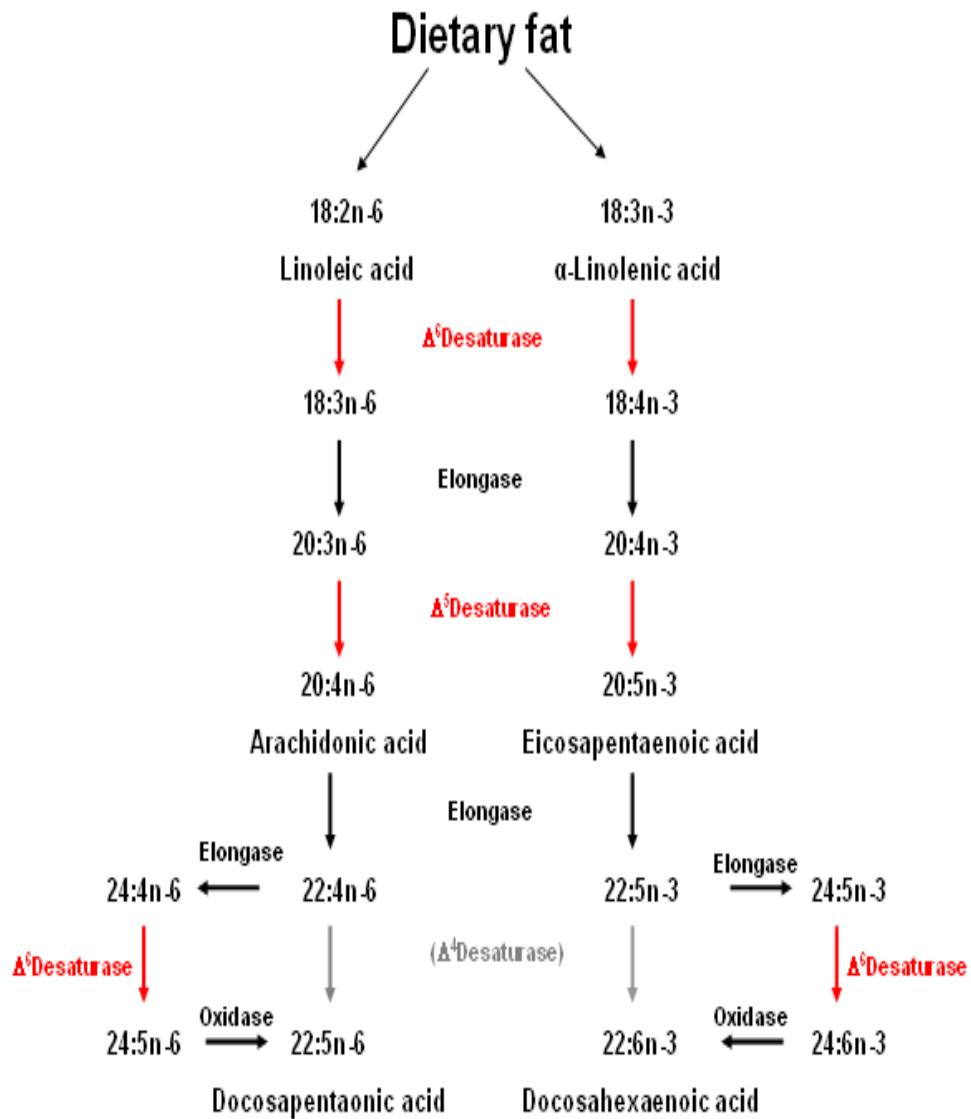 Dietary fat
18:2n-6 18:3n-3
Linoleic acid α-Linolenic acid
Δ⁶Desaturase
18:3n-6 18:4n-3
Elongase
20:3n-6 20:4n-3
Δ⁵Desaturase
20:4n-6 20:5n-3
Arachidonic acid Eicosapentaenoic acid
Elongase
Elongase Elongase
24:4n-6 22:4n-6 22:5n-3 24:5n-3
Δ⁶Desaturase (Δ⁴Desaturase) Δ⁶Desaturase
Oxidase Oxidase
24:5n-6 22:5n-6 22:6n-3 24:6n-3
Docosapentaonic acid Docosahexaenoic acid